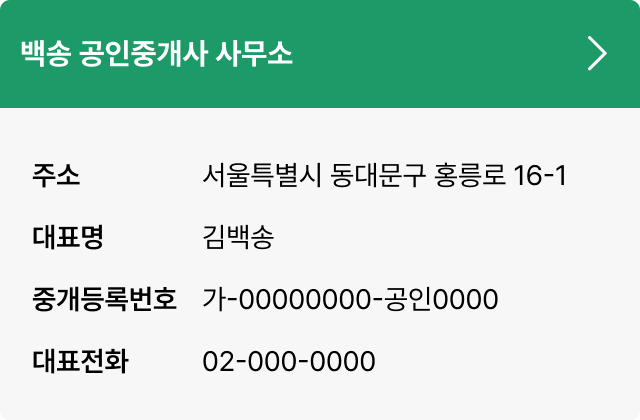 백송 공인중개사 사무소
주소 서울특별시 동대문구 홍릉로 16-1
대표명 김백송
중개등록번호 가-00000000-공인0000
대표전화 02-000-0000